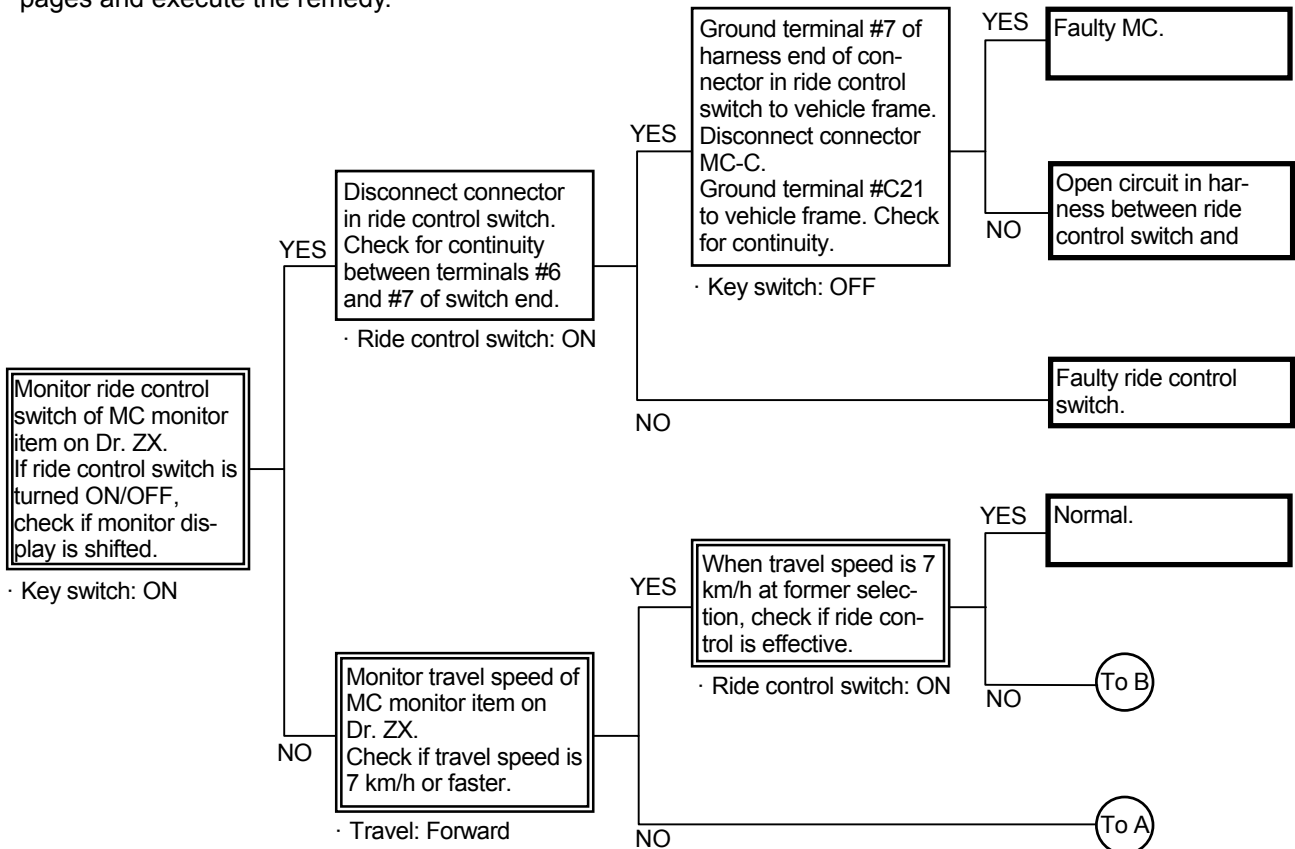 pages and execute the remedy.
Monitor ride control
switch of MC monitor
item on Dr. ZX.
If ride control switch is
turned ON/OFF,
check if monitor dis-
play is shifted.
· Key switch: ON
YES
Disconnect connector
in ride control switch.
Check for continuity
between terminals #6
and #7 of switch end.
· Ride control switch: ON
YES
Ground terminal #7 of
harness end of con-
nector in ride control
switch to vehicle frame.
Disconnect connector
MC-C.
Ground terminal #C21
to vehicle frame. Check
for continuity.
· Key switch: OFF
YES
Faulty MC.
NO
Open circuit in har-
ness between ride
control switch and
NO
Faulty ride control
switch.
NO
Monitor travel speed of
MC monitor item on
Dr. ZX.
Check if travel speed is
7 km/h or faster.
· Travel: Forward
YES
When travel speed is 7
km/h at former selec-
tion, check if ride con-
trol is effective.
· Ride control switch: ON
YES
Normal.
NO
To B
NO
To A